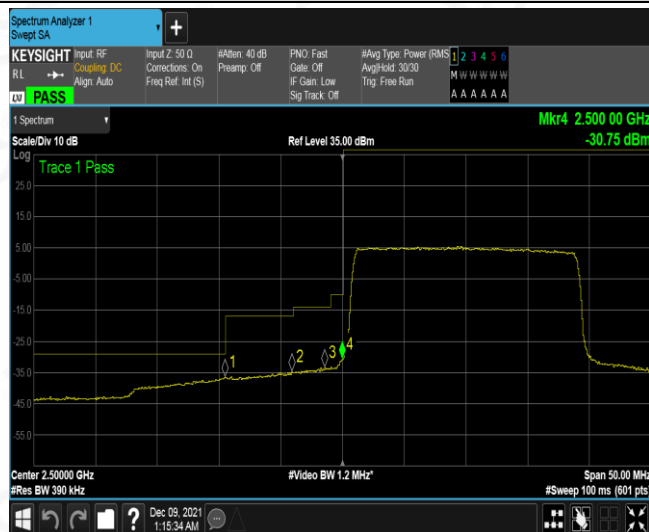 Spectrum Analyzer 1
Swept SA
+
KEYSIGHT Input: RF Input Z: 50 Ω #Atten: 40 dB PNO: Fast #Avg Type: Power (RMS 1 2 3 4 5 6
RL Coupling: DC Corrections: On Preamp: Off Gate: Off Avg|Hold: 30/30 M W W W W W
Align: Auto Freq Ref: Int (S) IF Gain: Low Trig: Free Run
LXI PASS Sig Track: Off A A A A A A
1 Spectrum Mkr4 2.500 00 GHz
Scale/Div 10 dB Ref Level 35.00 dBm -30.75 dBm
Log
Trace 1 Pass
25.0
15.0
5.00
-5.00
-15.0
-25.0
1 2 3 4
-35.0
-45.0
-55.0
Center 2.50000 GHz #Video BW 1.2 MHz* Span 50.00 MHz
#Res BW 390 kHz #Sweep 100 ms (601 pts)
? Dec 09, 2021
1:15:34 AM